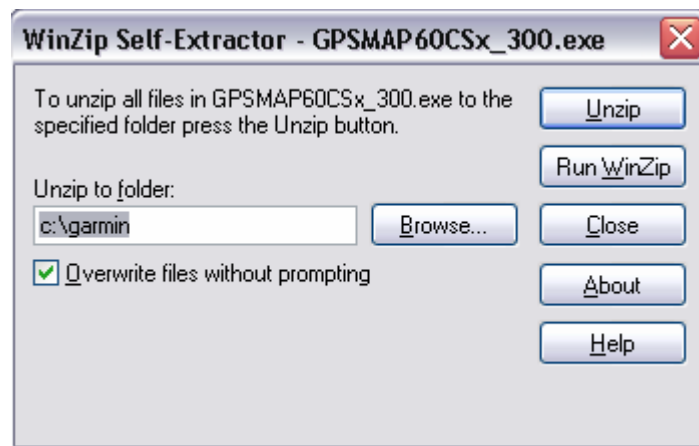 WinZip Self-Extractor - GPSMAP60CSx_300.exe
To unzip all files in GPSMAP60CSx_300.exe to the
specified folder press the Unzip button.
Unzip to folder:
c:\garmin
Browse...
Overwrite files without prompting
Unzip
Run WinZip
Close
About
Help